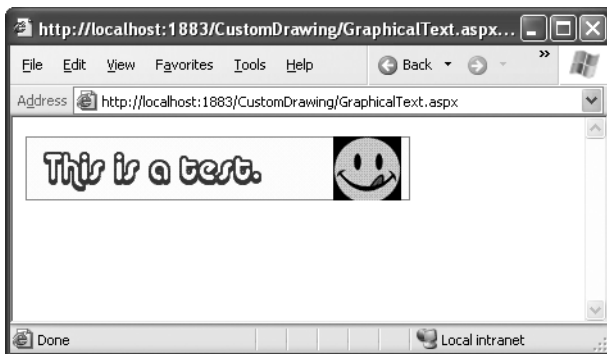 http://localhost:1883/CustomDrawing/GraphicalText.aspx...
File Edit View Favorites Tools Help Back »
Address http://localhost:1883/CustomDrawing/GraphicalText.aspx
This is a test.
Done Local intranet